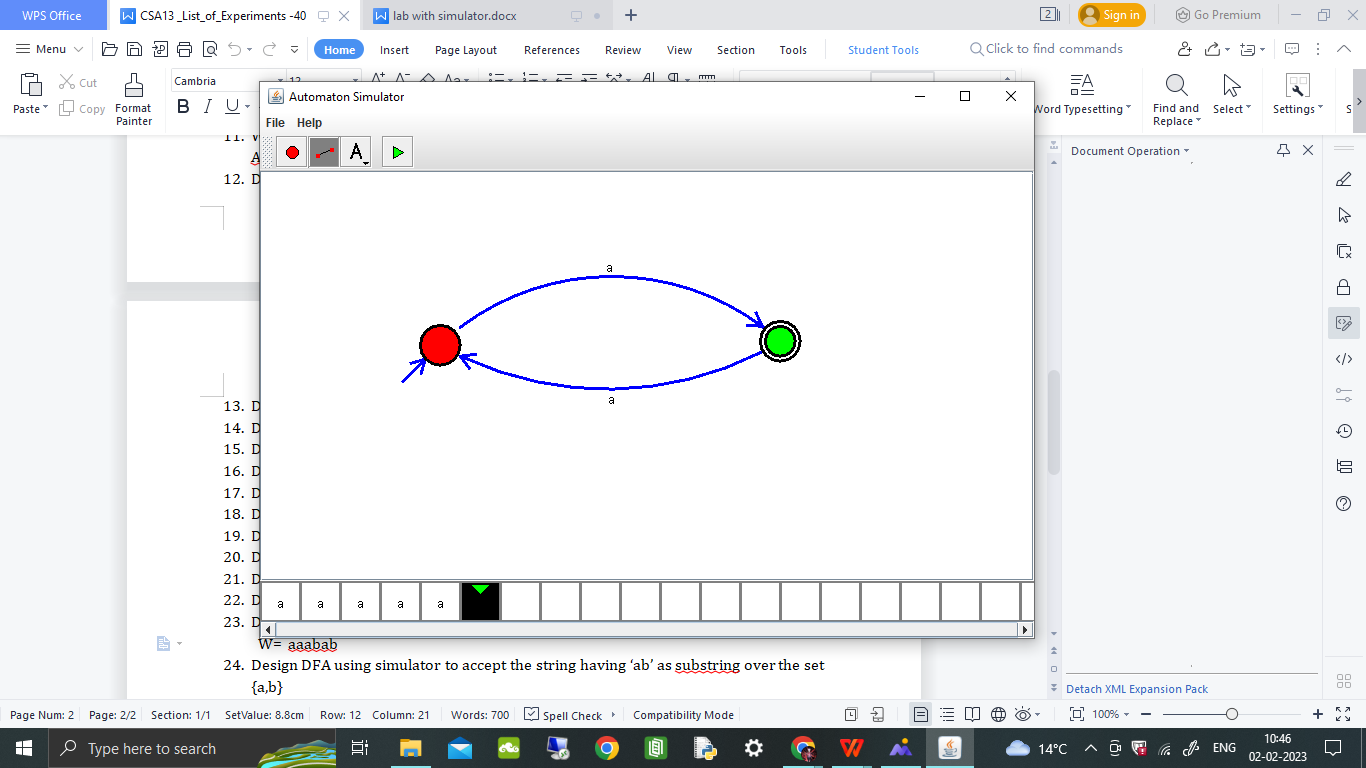 WPS Office
CSA13 _List_of_Experiments -40
lab with simulator.docx
2
Sign in
Go Premium
Menu
Home
Insert
Page Layout
References
Review
View
Section
Tools
Student Tools
Click to find commands
Paste
Cut
Copy
Format
Painter
Cambria
12
B I U
Word Typesetting
Find and
Replace
Select
Settings
Automaton Simulator
File Help
A
Document Operation
11.
12. D
a
a
13. D
14. D
15. D
16. D
17. D
18. D
19. D
20. D
21. D
22. D
23. D
a a a a a
W= aaabab
24. Design DFA using simulator to accept the string having ‘ab’ as substring over the set
{a,b}
Detach XML Expansion Pack
Page Num: 2 Page: 2/2 Section: 1/1 SetValue: 8.8cm Row: 12 Column: 21 Words: 700 Spell Check Compatibility Mode 100%
Type here to search
14°C
ENG
10:46
02-02-2023